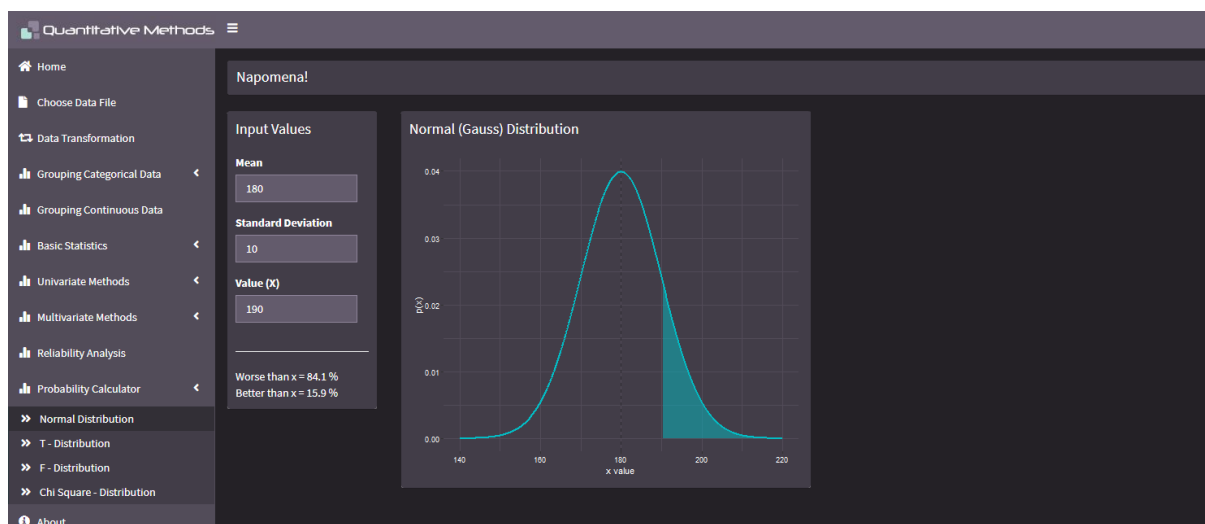 Quantitative Methods
Home
Choose Data File
Data Transformation
Grouping Categorical Data
Grouping Continuous Data
Basic Statistics
Univariate Methods
Multivariate Methods
Reliability Analysis
Probability Calculator
Normal Distribution
T - Distribution
F - Distribution
Chi Square - Distribution
About
Napomena!
Input Values
Mean
180
Standard Deviation
10
Value (X)
190
Worse than x = 84.1 %
Better than x = 15.9 %
Normal (Gauss) Distribution
0.04
0.03
0.02
0.01
0.00
p(x)
140 160 180 200 220
x value